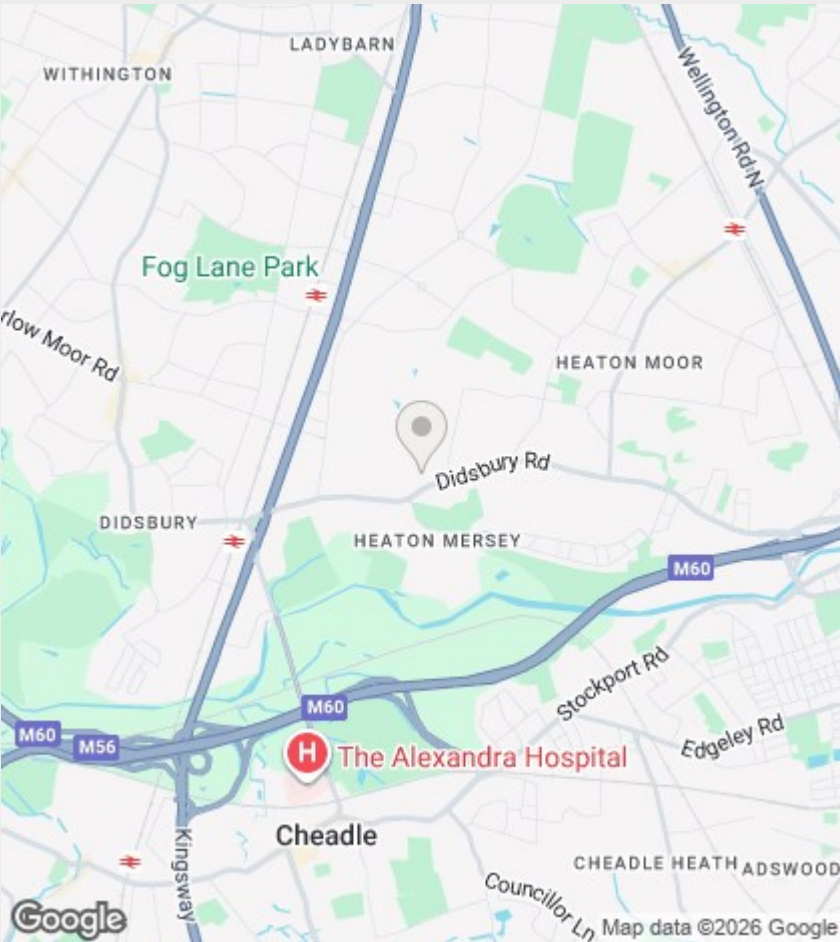 LADYBARN
WITHINGTON
Wellington Rd N
Fog Lane Park
rlow Moor Rd
HEATON MOOR
Didsbury Rd
DIDSBURY
HEATON MERSEY
M60
Stockport Rd
M60
M60
M56
Edgeley Rd
H
The Alexandra Hospital
Cheadle
Kingsway
CHEADLE HEATH
ADSWOOD
Councillor Ln
Google
Map data ©2026 Google